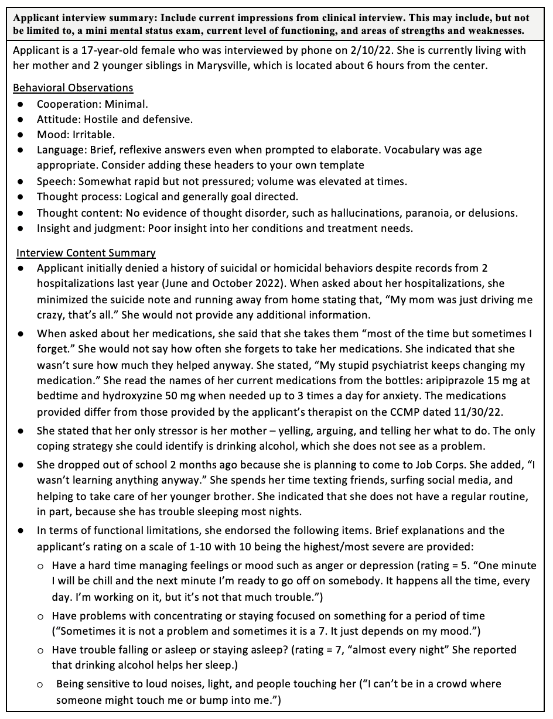 Applicant interview summary: Include current impressions from clinical interview. This may include, but not
be limited to, a mini mental status exam, current level of functioning, and areas of strengths and weaknesses.
Applicant is a 17-year-old female who was interviewed by phone on 2/10/22. She is currently living with
her mother and 2 younger siblings in Marysville, which is located about 6 hours from the center.
Behavioral Observations
● Cooperation: Minimal.
● Attitude: Hostile and defensive.
● Mood: Irritable.
● Language: Brief, reflexive answers even when prompted to elaborate. Vocabulary was age
appropriate. Consider adding these headers to your own template
● Speech: Somewhat rapid but not pressured; volume was elevated at times.
● Thought process: Logical and generally goal directed.
● Thought content: No evidence of thought disorder, such as hallucinations, paranoia, or delusions.
● Insight and judgment: Poor insight into her conditions and treatment needs.
Interview Content Summary
● Applicant initially denied a history of suicidal or homicidal behaviors despite records from 2
hospitalizations last year (June and October 2022). When asked about her hospitalizations, she
minimized the suicide note and running away from home stating that, “My mom was just driving me
crazy, that’s all.” She would not provide any additional information.
● When asked about her medications, she said that she takes them “most of the time but sometimes I
forget.” She would not say how often she forgets to take her medications. She indicated that she
wasn’t sure how much they helped anyway. She stated, “My stupid psychiatrist keeps changing my
medication.” She read the names of her current medications from the bottles: aripiprazole 15 mg at
bedtime and hydroxyzine 50 mg when needed up to 3 times a day for anxiety. The medications
provided differ from those provided by the applicant’s therapist on the CCMP dated 11/30/22.
● She stated that her only stressor is her mother – yelling, arguing, and telling her what to do. The only
coping strategy she could identify is drinking alcohol, which she does not see as a problem.
● She dropped out of school 2 months ago because she is planning to come to Job Corps. She added, “I
wasn’t learning anything anyway.” She spends her time texting friends, surfing social media, and
helping to take care of her younger brother. She indicated that she does not have a regular routine,
in part, because she has trouble sleeping most nights.
● In terms of functional limitations, she endorsed the following items. Brief explanations and the
applicant’s rating on a scale of 1-10 with 10 being the highest/most severe are provided:
○ Have a hard time managing feelings or mood such as anger or depression (rating = 5. “One minute
I will be chill and the next minute I’m ready to go off on somebody. It happens all the time, every
day. I’m working on it, but it’s not that much trouble.”)
○ Have problems with concentrating or staying focused on something for a period of time
(“Sometimes it is not a problem and sometimes it is a 7. It just depends on my mood.”)
○ Have trouble falling or asleep or staying asleep? (rating = 7, “almost every night” She reported
that drinking alcohol helps her sleep.)
○ Being sensitive to loud noises, light, and people touching her (“I can’t be in a crowd where
someone might touch me or bump into me.”)